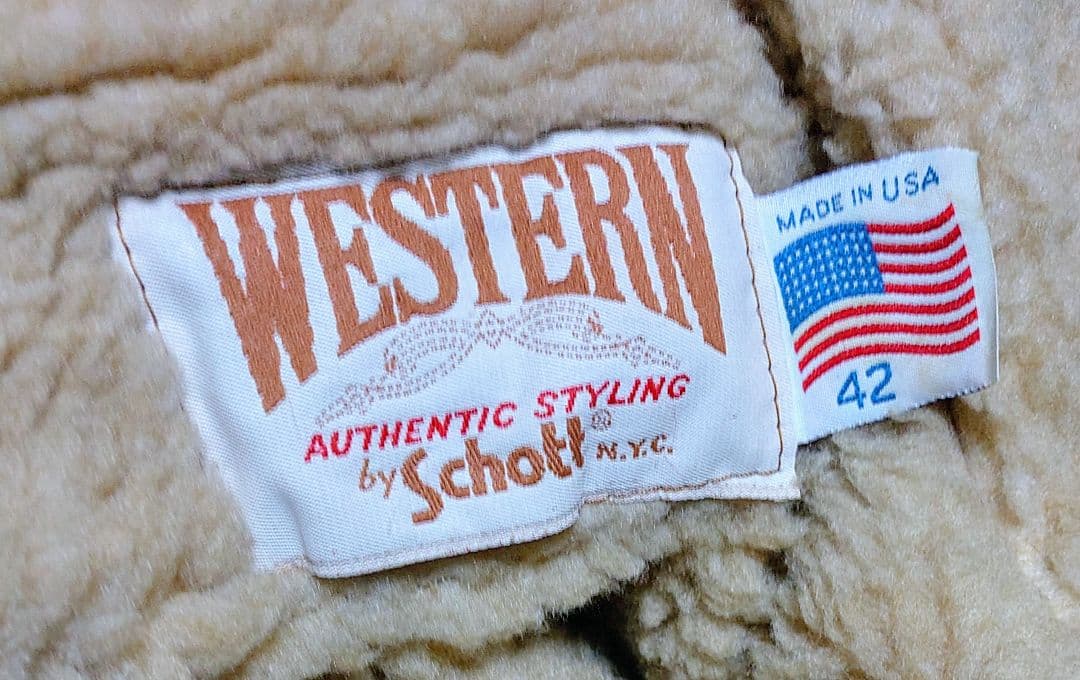 WESTERN
AUTHENTIC STYLING
by Schott® N.Y.C.
MADE IN USA
42